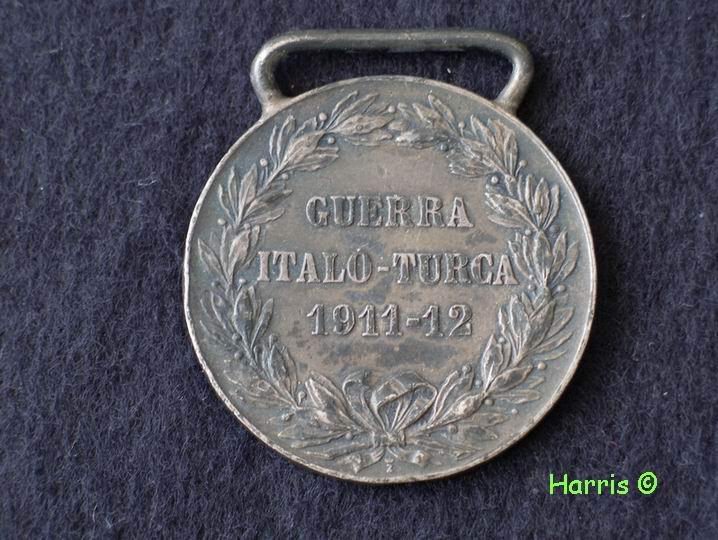 GUERRA
ITALO-TURCA
1911-12
Z
Harris ©